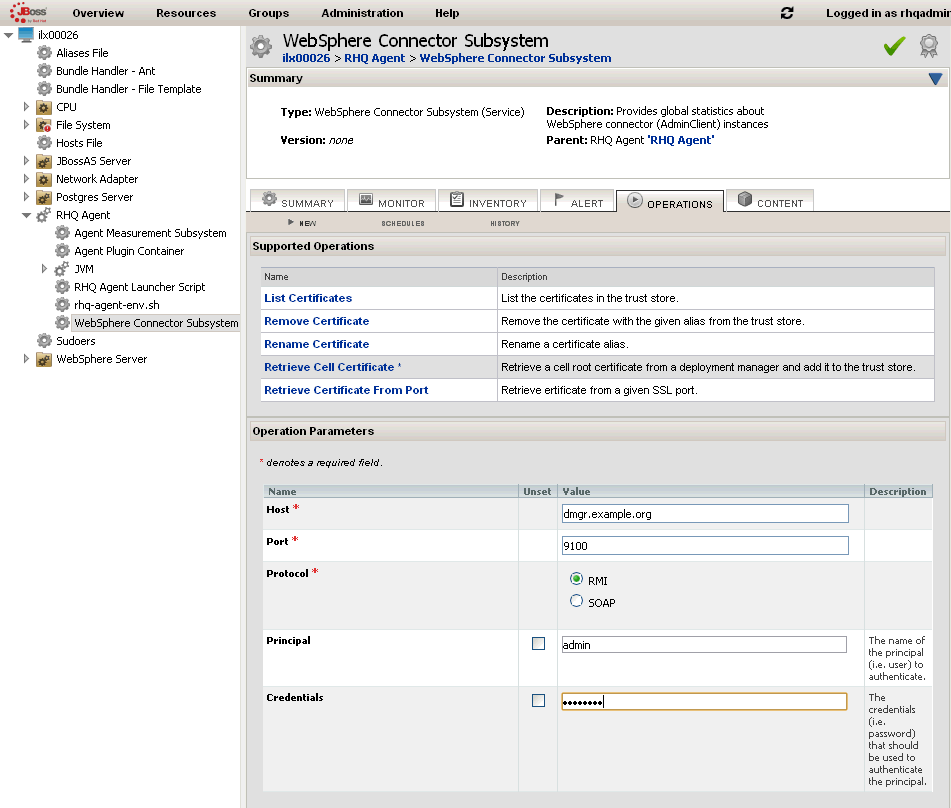 JBoss
by Red Hat
Overview Resources Groups Administration Help Logged in as rhqadmin
ilx00026
Aliases File
Bundle Handler - Ant
Bundle Handler - File Template
CPU
File System
Hosts File
JBossAS Server
Network Adapter
Postgres Server
RHQ Agent
Agent Measurement Subsystem
Agent Plugin Container
JVM
RHQ Agent Launcher Script
rhq-agent-env.sh
WebSphere Connector Subsystem
Sudoers
WebSphere Server
WebSphere Connector Subsystem
ilx00026 > RHQ Agent > WebSphere Connector Subsystem
Summary
Type: WebSphere Connector Subsystem (Service)
Version: none
Description: Provides global statistics about
WebSphere connector (AdminClient) instances
Parent: RHQ Agent 'RHQ Agent'
SUMMARY MONITOR INVENTORY ALERT OPERATIONS CONTENT
NEW SCHEDULES HISTORY
Supported Operations
Name Description
List Certificates List the certificates in the trust store.
Remove Certificate Remove the certificate with the given alias from the trust store.
Rename Certificate Rename a certificate alias.
Retrieve Cell Certificate * Retrieve a cell root certificate from a deployment manager and add it to the trust store.
Retrieve Certificate From Port Retrieve ertificate from a given SSL port.
Operation Parameters
* denotes a required field.
Name Unset Value Description
Host * dmgr.example.org
Port * 9100
Protocol * RMI
SOAP
Principal admin
The name of
the principal
(i.e. user) to
authenticate.
Credentials ••••••••
The
credentials
(i.e.
password)
that should
be used to
authenticate
the principal.